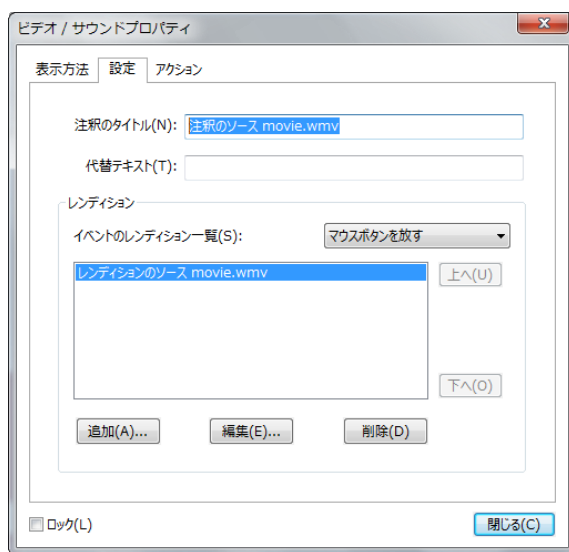 ビデオ / サウンドプロパティ
表示方法 設定 アクション
注釈のタイトル(N): 注釈のソース movie.wmv
代替テキスト(T):
レンディション
イベントのレンディション一覧(S): マウスボタンを放す
レンディションのソース movie.wmv
上へ(U)
下へ(O)
追加(A)... 編集(E)... 削除(D)
ロック(L) 閉じる(C)